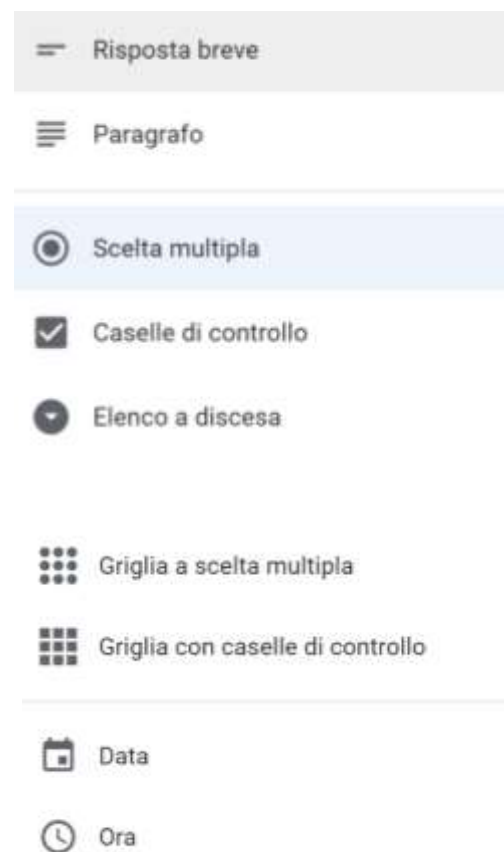 Risposta breve
Paragrafo
Scelta multipla
Caselle di controllo
Elenco a discesa
Griglia a scelta multipla
Griglia con caselle di controllo
Data
Ora